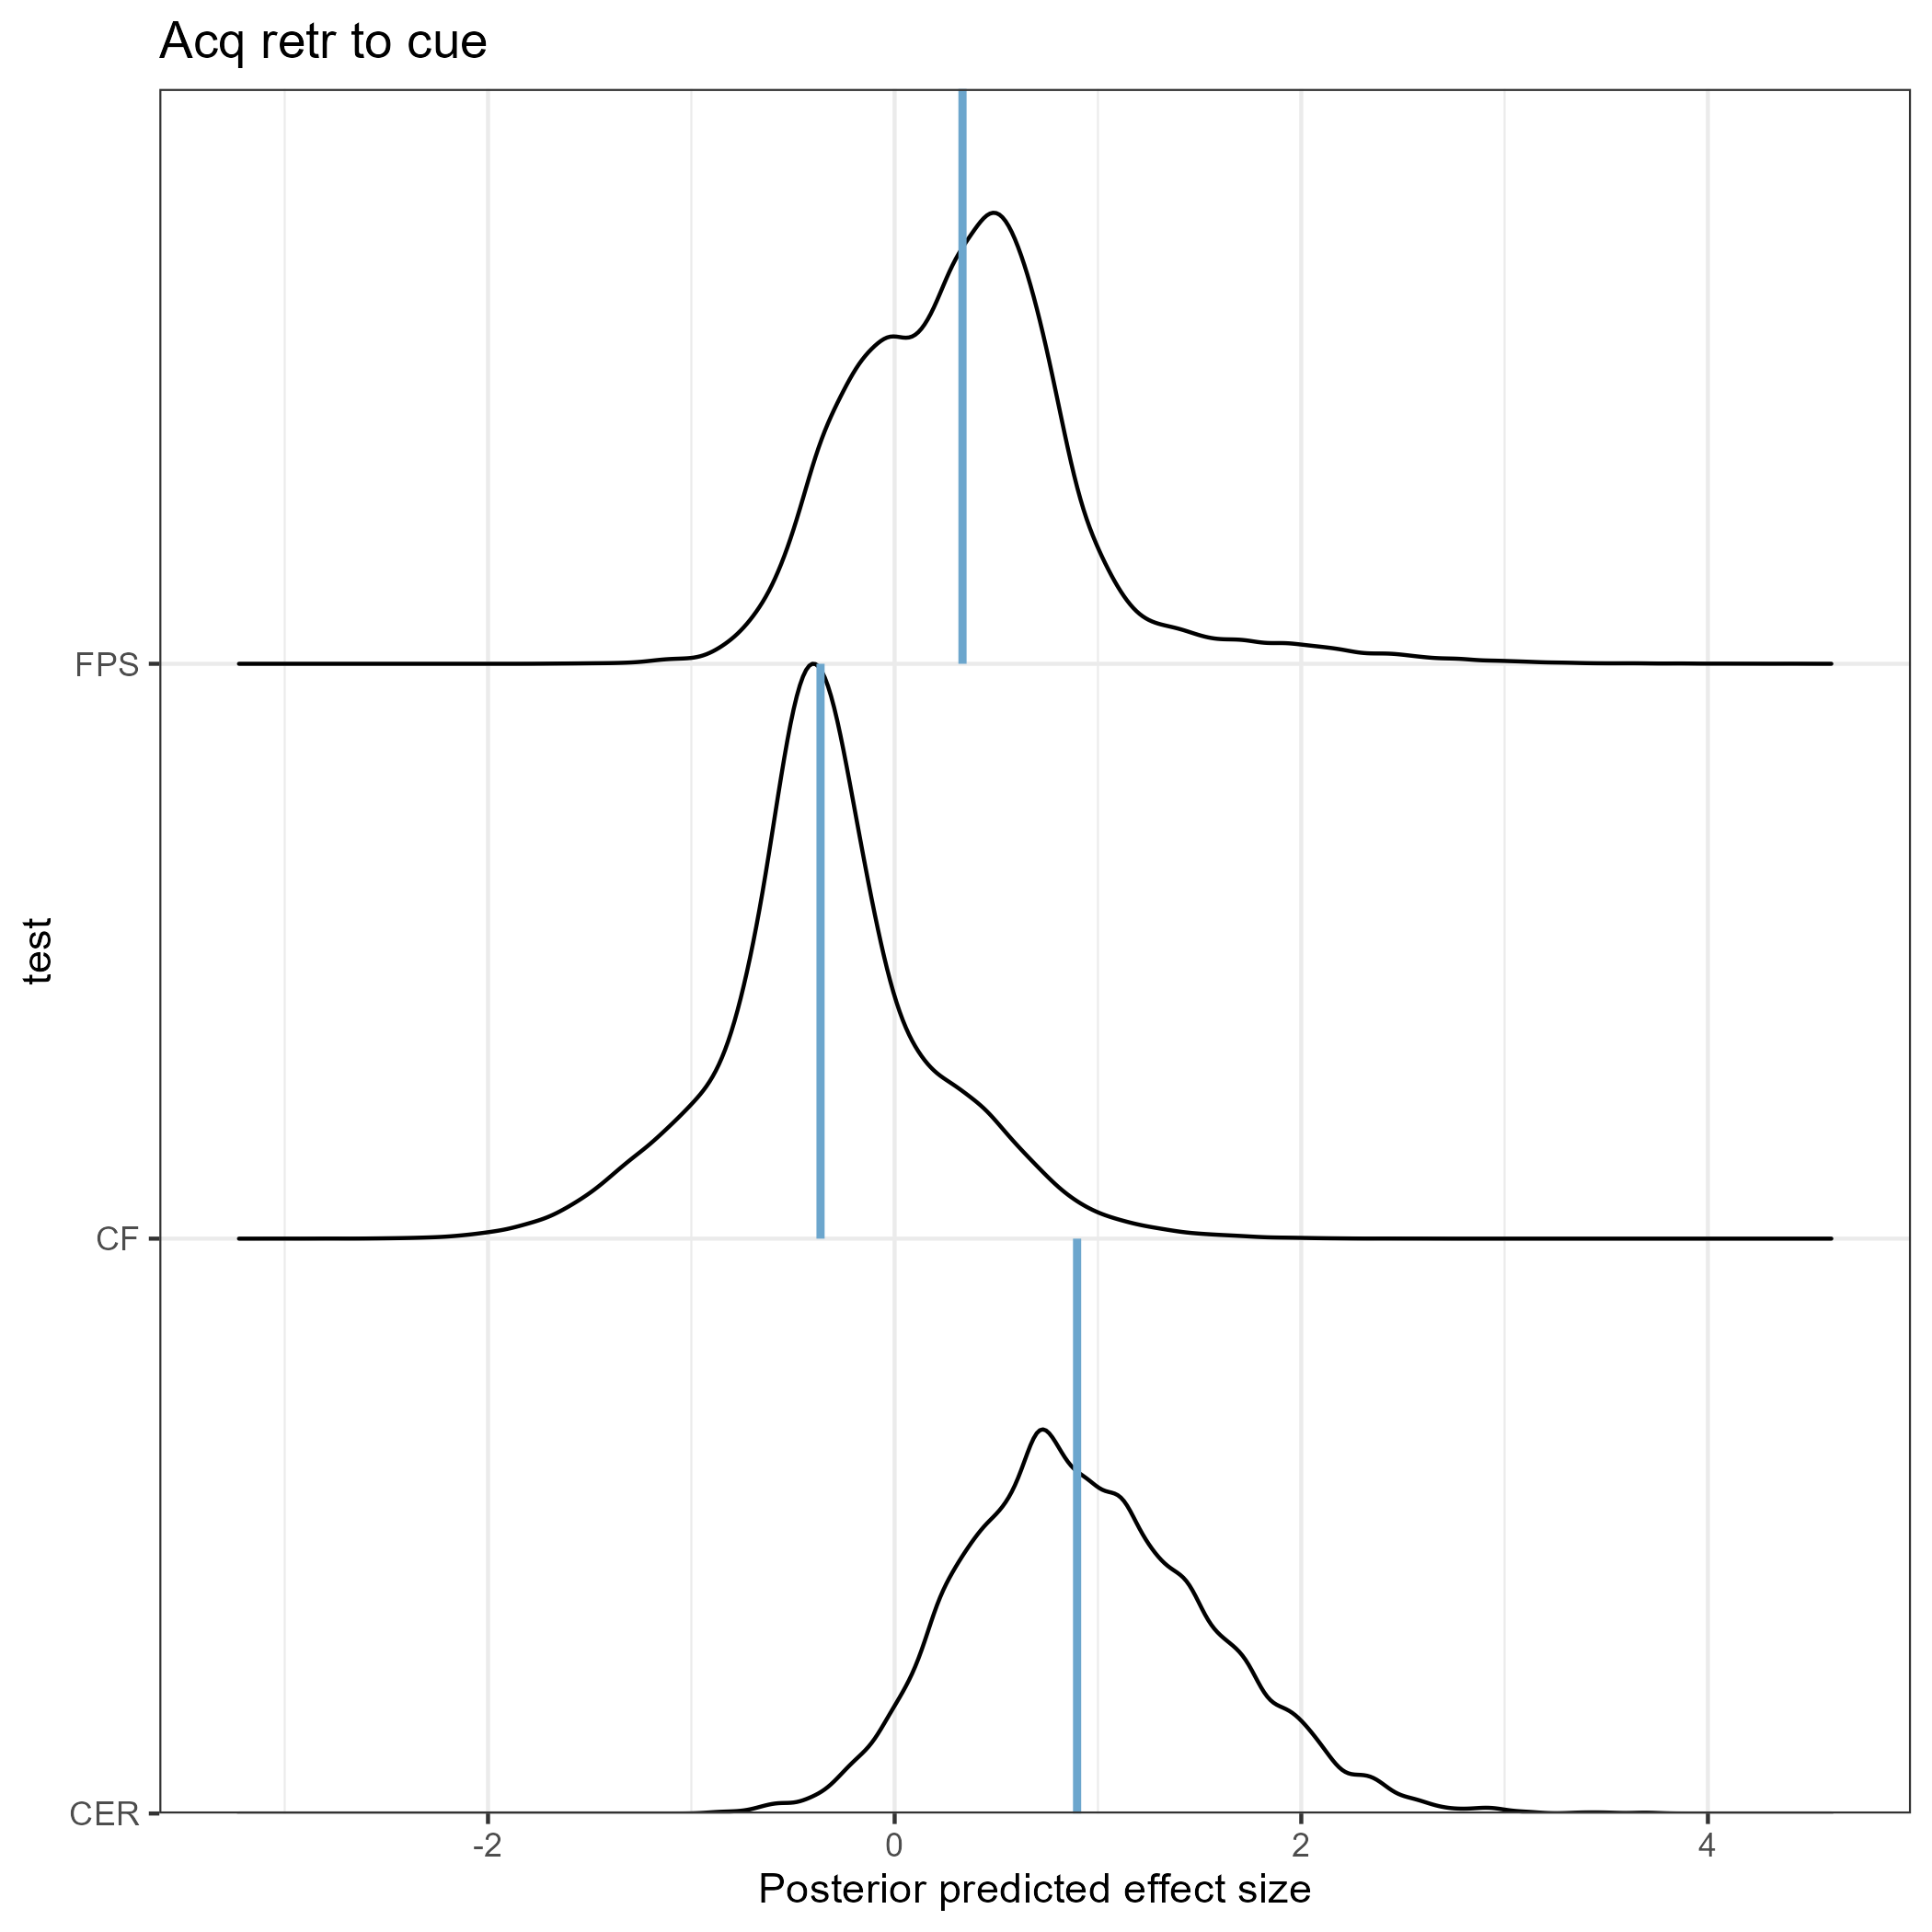 Acq retr to cue
FPS
CF
CER
test
-2
0
2
4
Posterior predicted effect size